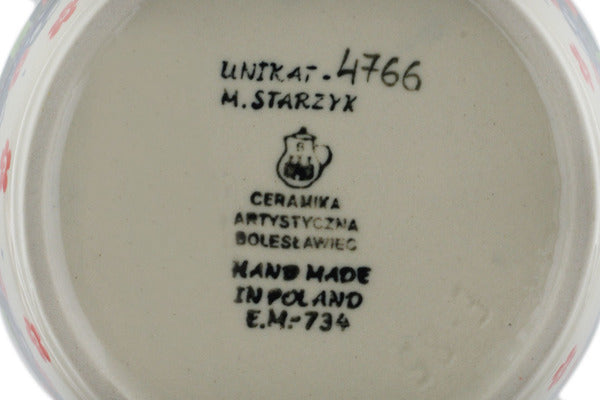 UNIKAT-4766
M. STARZYK
CERAMIKA
ARTYSTYCZNA
BOLESŁAWIEC
HAND MADE
IN POLAND
E.M.-734